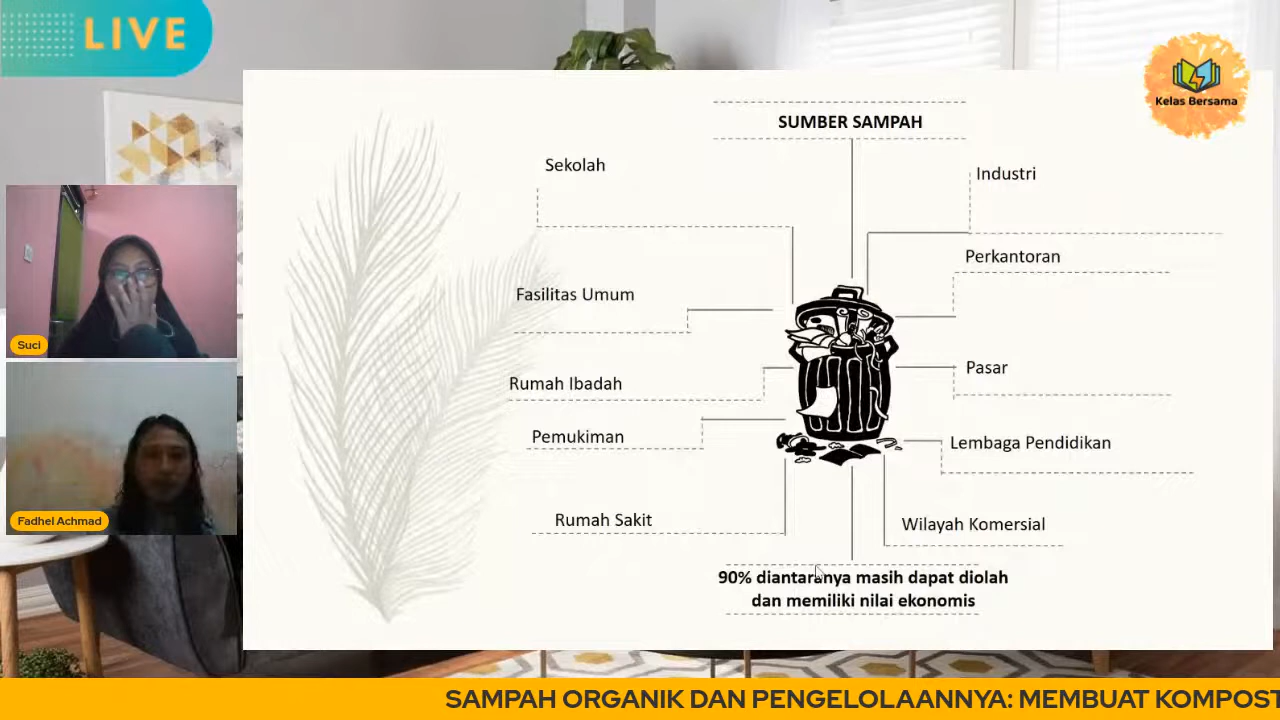 LIVE
Kelas Bersama
SUMBER SAMPAH
Sekolah
Industri
Perkantoran
Fasilitas Umum
Pasar
Rumah Ibadah
Pemukiman
Lembaga Pendidikan
Rumah Sakit
Wilayah Komersial
90% diantaranya masih dapat diolah
dan memiliki nilai ekonomis
Suci
Fadhel Achmad
SAMPAH ORGANIK DAN PENGELOLAANNYA: MEMBUAT KOMPOST